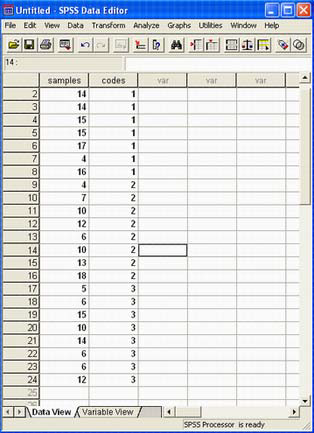 Untitled - SPSS Data Editor
File Edit View Data Transform Analyze Graphs Utilities Window Help
14 :
samples codes var var var
2 14 1
3 14 1
4 15 1
5 15 1
6 17 1
7 4 1
8 16 1
9 4 2
10 7 2
11 10 2
12 12 2
13 6 2
14 10 2
15 13 2
16 18 2
17 5 3
18 6 3
19 15 3
20 10 3
21 14 3
22 6 3
23 6 3
24 12 3
25
Data View Variable View
SPSS Processor is ready